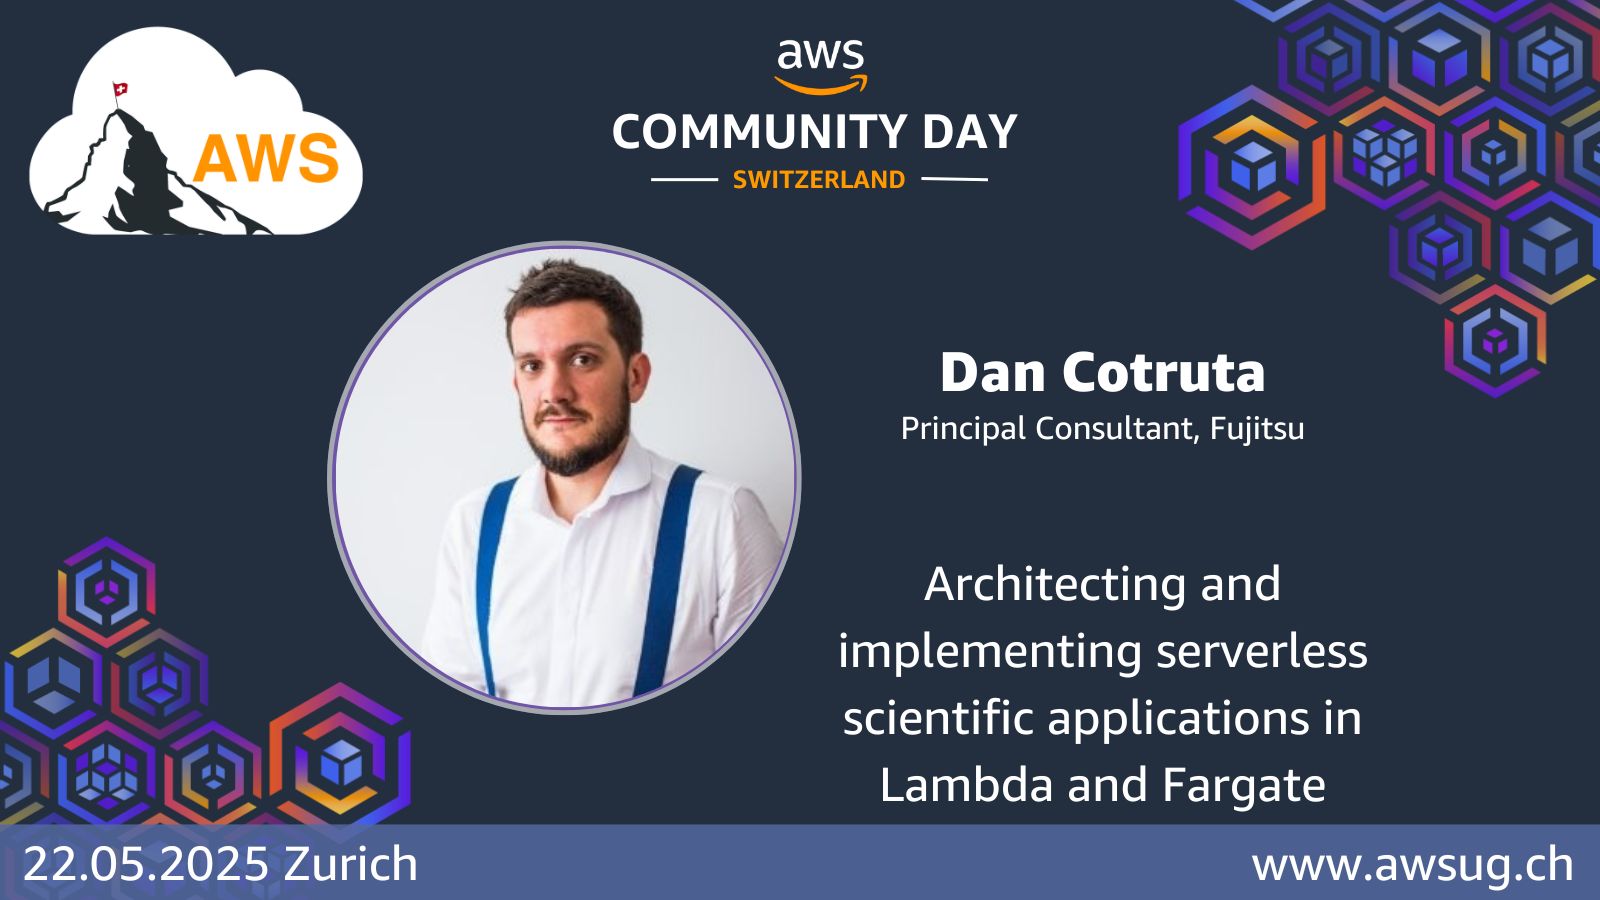 AWS
aws
COMMUNITY DAY
SWITZERLAND
Dan Cotruta
Principal Consultant, Fujitsu
Architecting and
implementing serverless
scientific applications in
Lambda and Fargate
22.05.2025 Zurich
www.awsug.ch